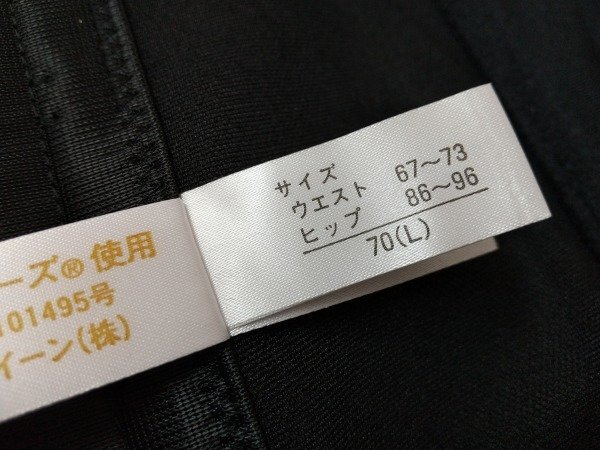 サイズ
ウエスト 67~73
ヒップ 86~96
70(L)
ーズ® 使用
101495号
イーン(株)